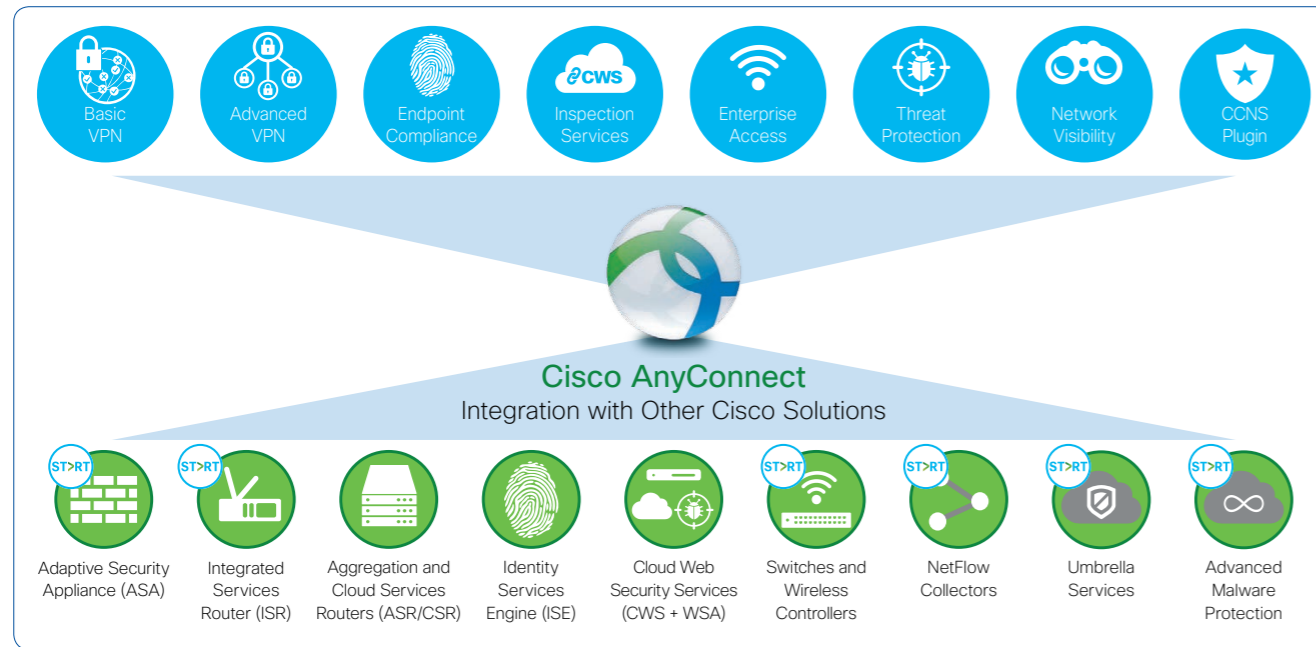 CWS
Basic
VPN
Advanced
VPN
Endpoint
Compliance
Inspection
Services
Enterprise
Access
Threat
Protection
Network
Visibility
CCNS
Plugin
Cisco AnyConnect
Integration with Other Cisco Solutions
ST>RT
ST>RT
ST>RT
ST>RT
ST>RT
ST>RT
Adaptive Security
Appliance (ASA)
Integrated
Services
Router (ISR)
Aggregation and
Cloud Services
Routers (ASR/CSR)
Identity
Services
Engine (ISE)
Cloud Web
Security Services
(CWS + WSA)
Switches and
Wireless
Controllers
NetFlow
Collectors
Umbrella
Services
Advanced
Malware
Protection